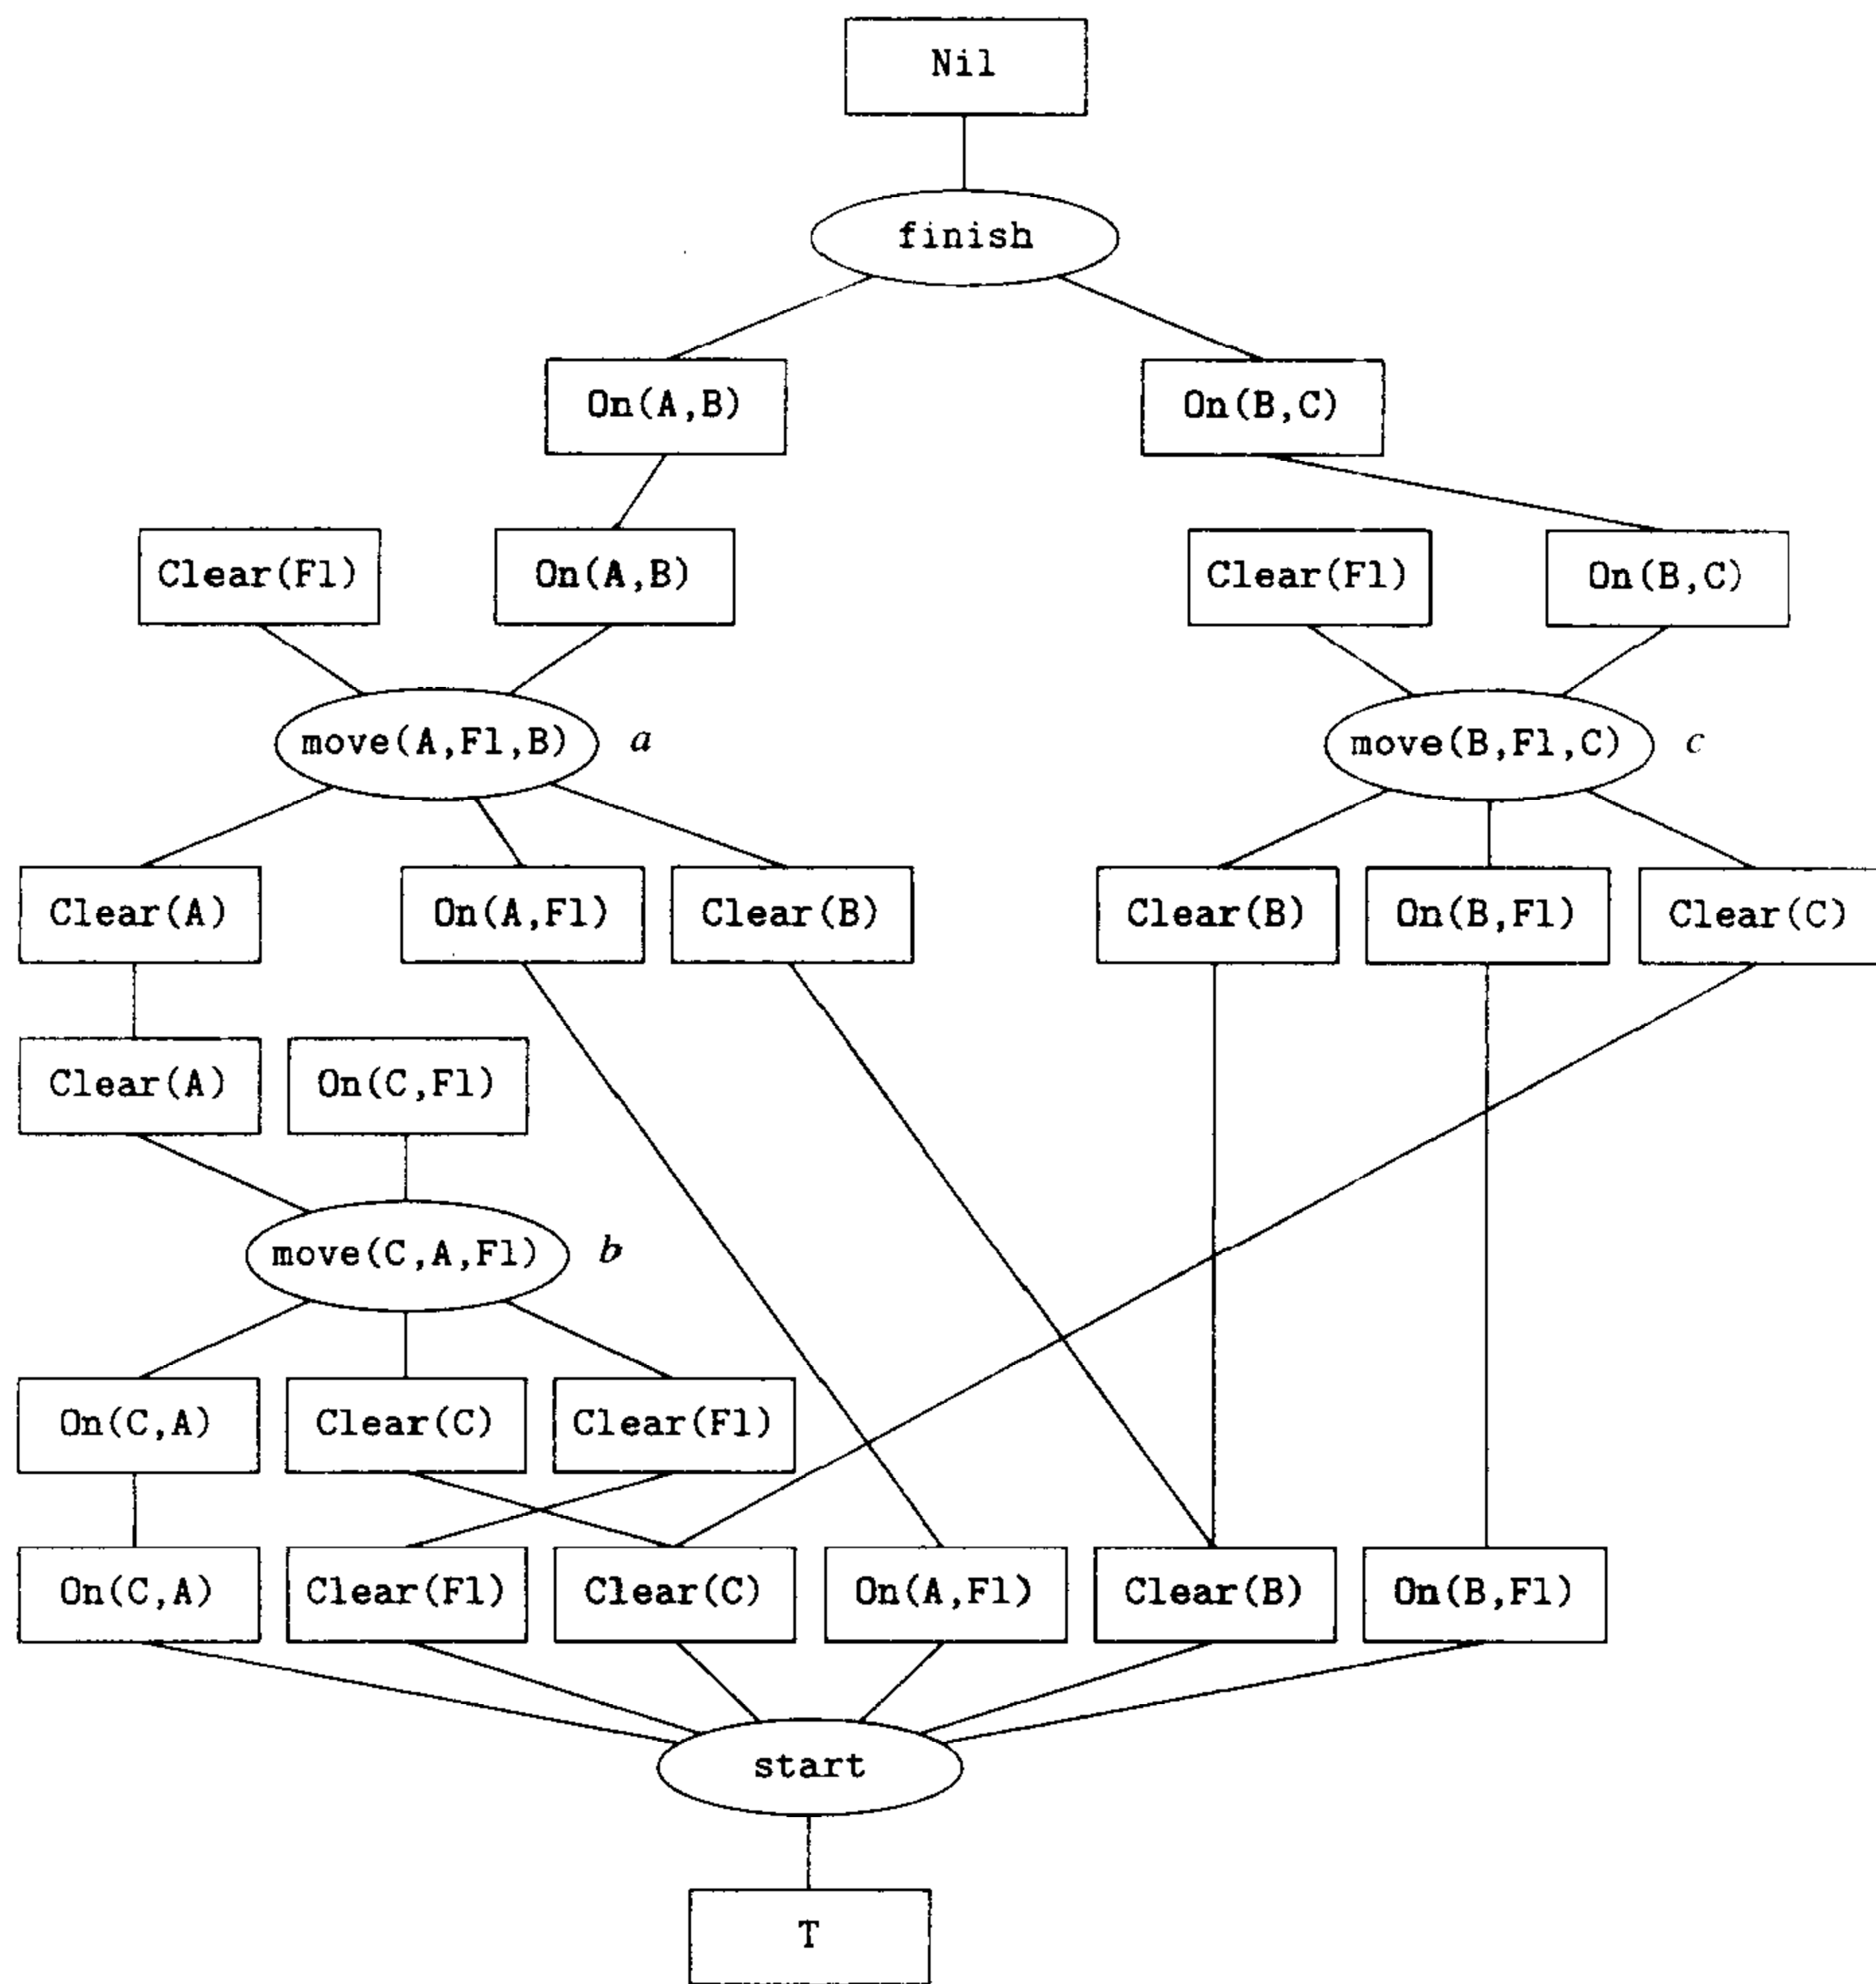 Nil
finish
On(A,B)
On(B,C)
Clear(Fl)
On(A,B)
Clear(Fl)
On(B,C)
move(A,Fl,B)
a
move(B,Fl,C)
c
Clear(A)
On(A,Fl)
Clear(B)
Clear(B)
On(B,Fl)
Clear(C)
Clear(A)
On(C,Fl)
move(C,A,Fl)
b
On(C,A)
Clear(C)
Clear(Fl)
On(C,A)
Clear(Fl)
Clear(C)
On(A,Fl)
Clear(B)
On(B,Fl)
start
T